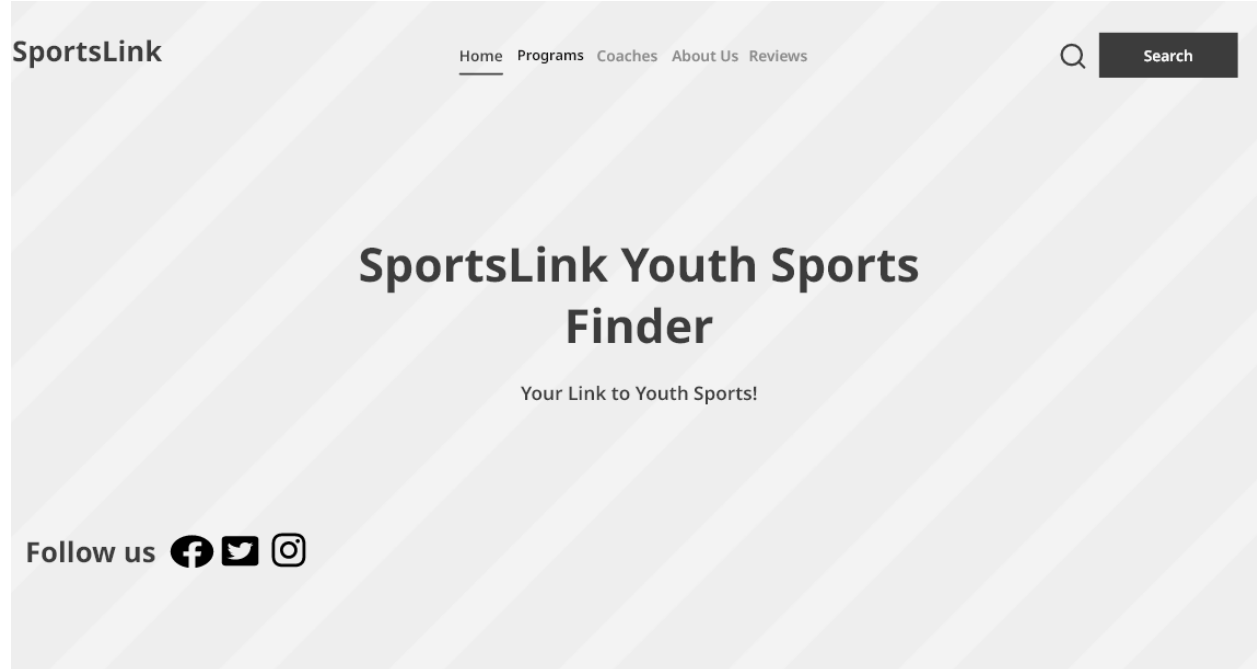 SportsLink
Home Programs Coaches About Us Reviews
Search
SportsLink Youth Sports
Finder
Your Link to Youth Sports!
Follow us